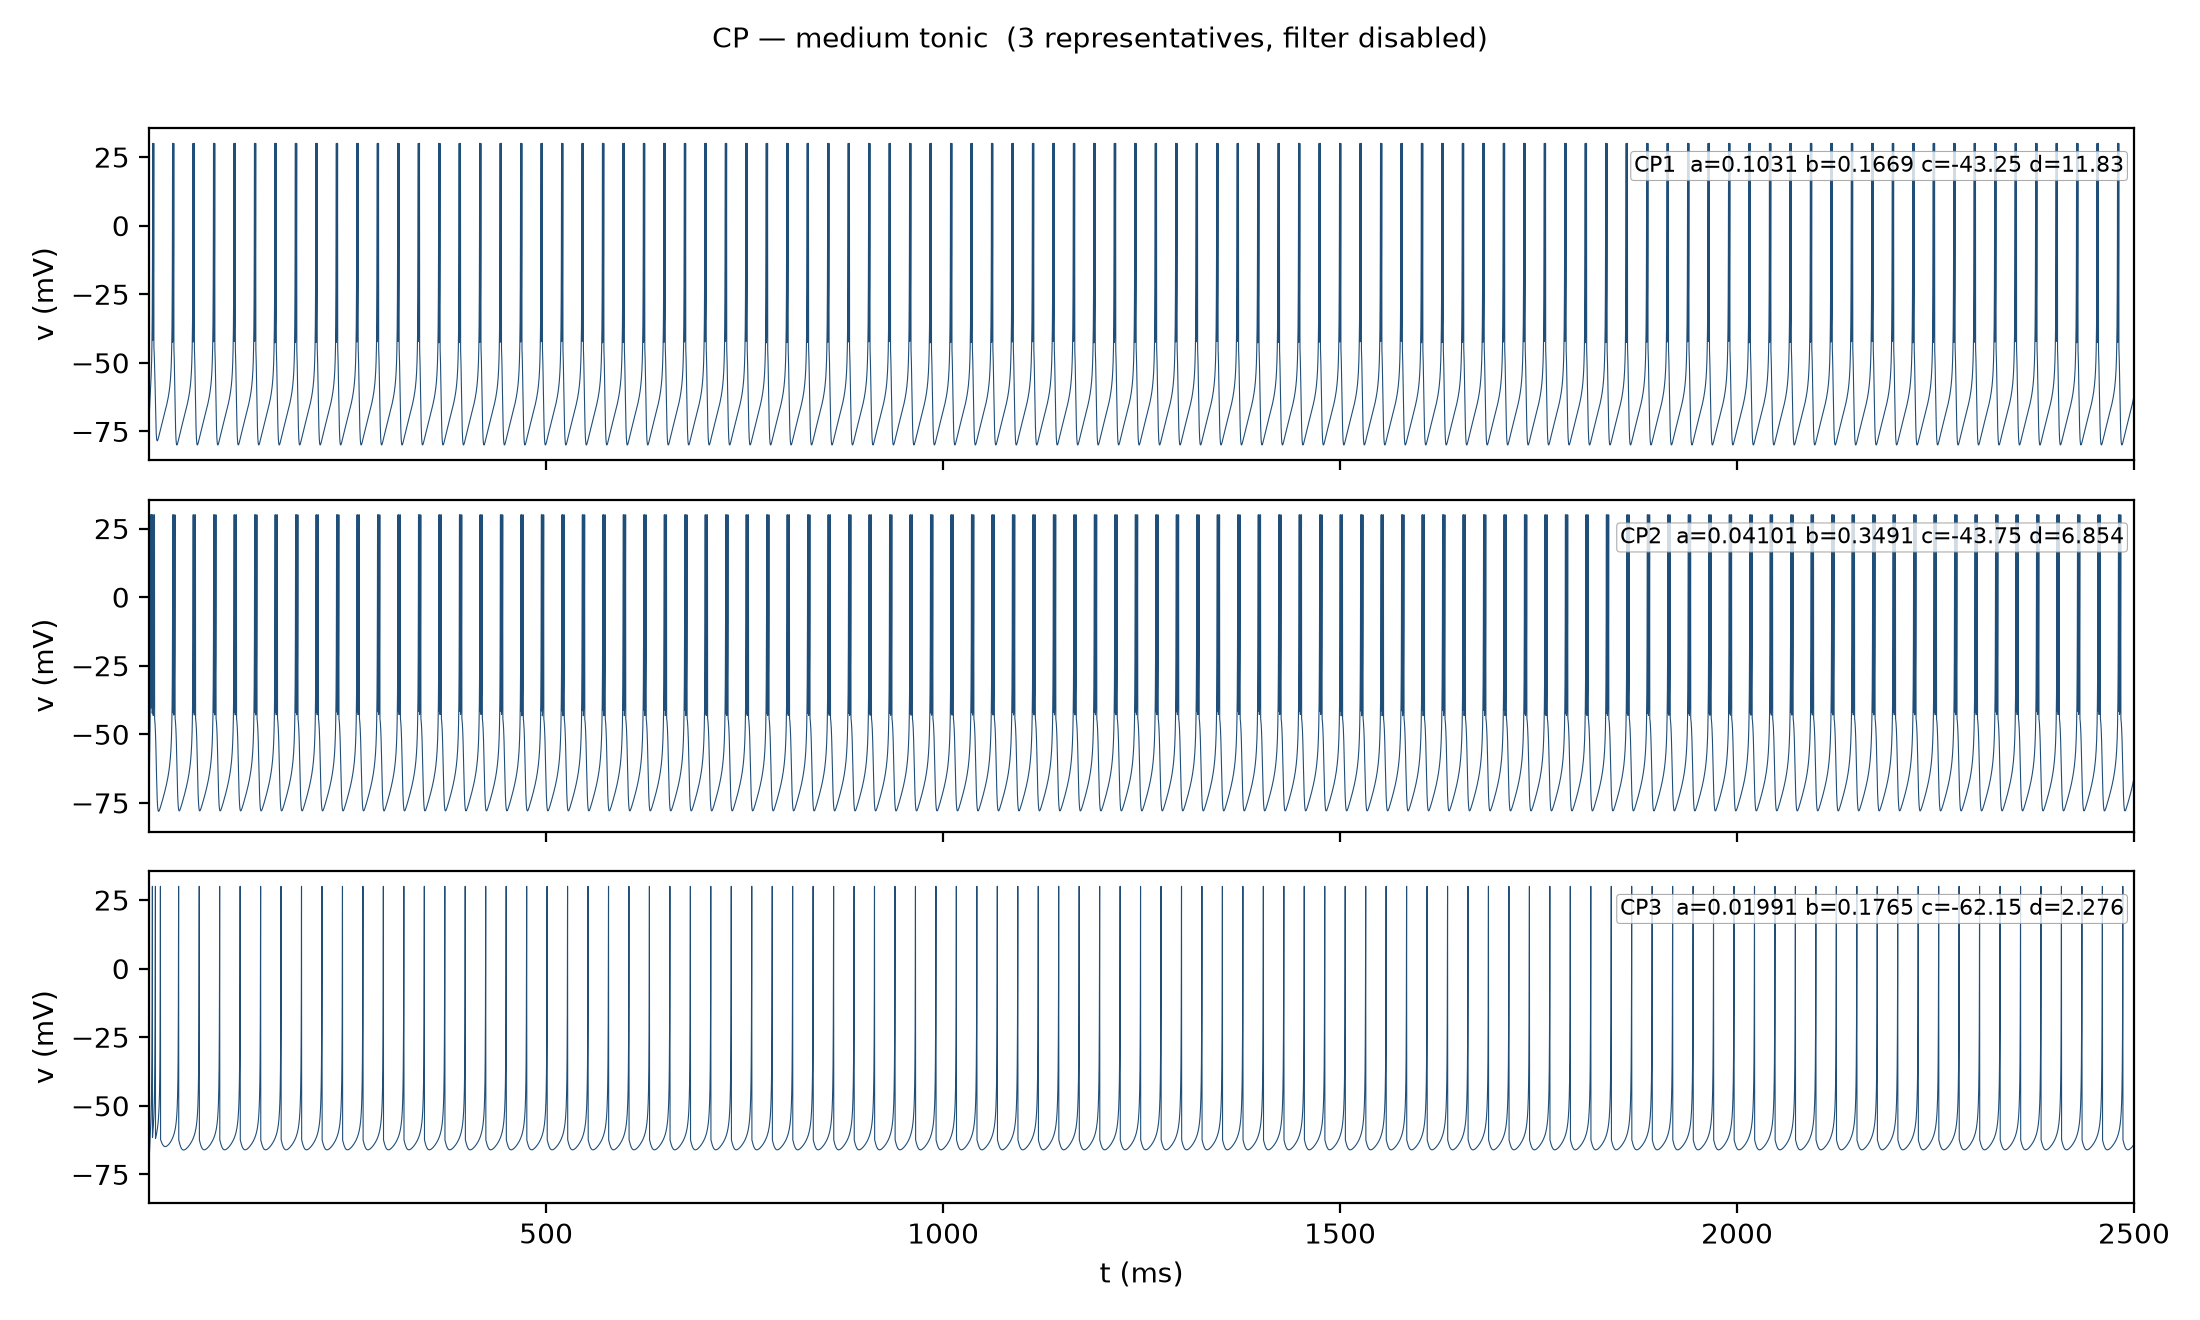 CP — medium tonic  (3 representatives, filter disabled)
25
0
−25
−50
−75
v (mV)
CP1  a=0.1031 b=0.1669 c=-43.25 d=11.83
25
0
−25
−50
−75
v (mV)
CP2  a=0.04101 b=0.3491 c=-43.75 d=6.854
25
0
−25
−50
−75
v (mV)
CP3  a=0.01991 b=0.1765 c=-62.15 d=2.276
500 1000 1500 2000 2500
t (ms)